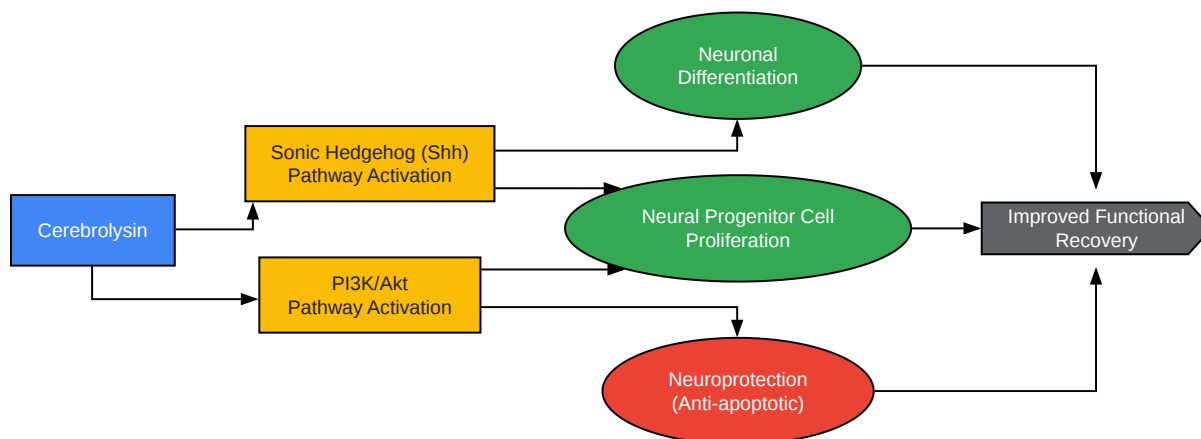 Cerebrolysin
Sonic Hedgehog (Shh)
Pathway Activation
PI3K/Akt
Pathway Activation
Neuronal
Differentiation
Neural Progenitor Cell
Proliferation
Neuroprotection
(Anti-apoptotic)
Improved Functional
Recovery